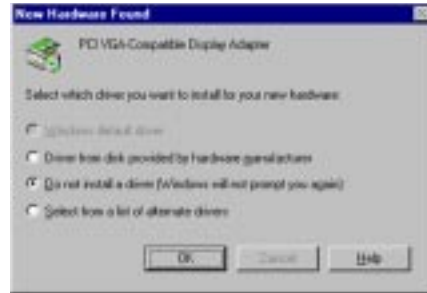 New Hardware Found
PCI VGA-Compatible Display Adapter
Select which driver you want to install for your new hardware:
Windows default driver
Driver from disk provided by hardware manufacturer
Do not install a driver (Windows will not prompt you again)
Select from a list of alternate drivers
OK
Cancel
Help